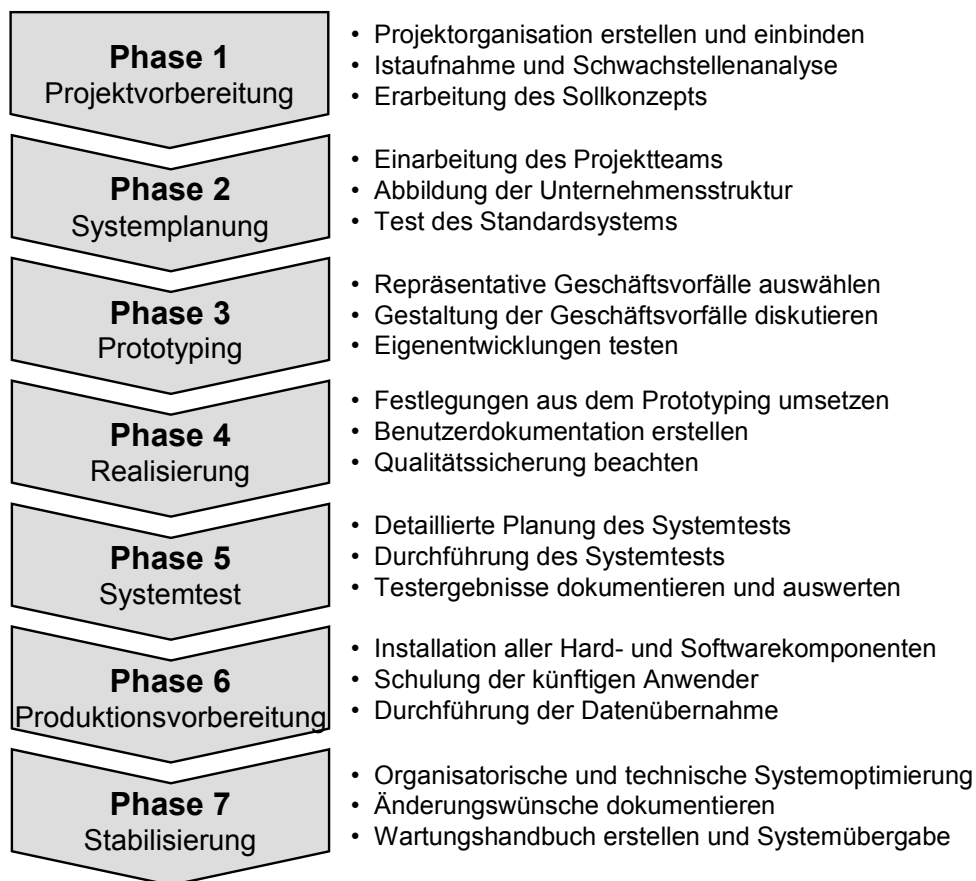 Phase 1
Projektvorbereitung
• Projektorganisation erstellen und einbinden
• Istaufnahme und Schwachstellenanalyse
• Erarbeitung des Sollkonzepts
Phase 2
Systemplanung
• Einarbeitung des Projektteams
• Abbildung der Unternehmensstruktur
• Test des Standardsystems
Phase 3
Prototyping
• Repräsentative Geschäftsvorfälle auswählen
• Gestaltung der Geschäftsvorfälle diskutieren
• Eigenentwicklungen testen
Phase 4
Realisierung
• Festlegungen aus dem Prototyping umsetzen
• Benutzerdokumentation erstellen
• Qualitätssicherung beachten
Phase 5
Systemtest
• Detaillierte Planung des Systemtests
• Durchführung des Systemtests
• Testergebnisse dokumentieren und auswerten
Phase 6
Produktionsvorbereitung
• Installation aller Hard- und Softwarekomponenten
• Schulung der künftigen Anwender
• Durchführung der Datenübernahme
Phase 7
Stabilisierung
• Organisatorische und technische Systemoptimierung
• Änderungswünsche dokumentieren
• Wartungshandbuch erstellen und Systemübergabe